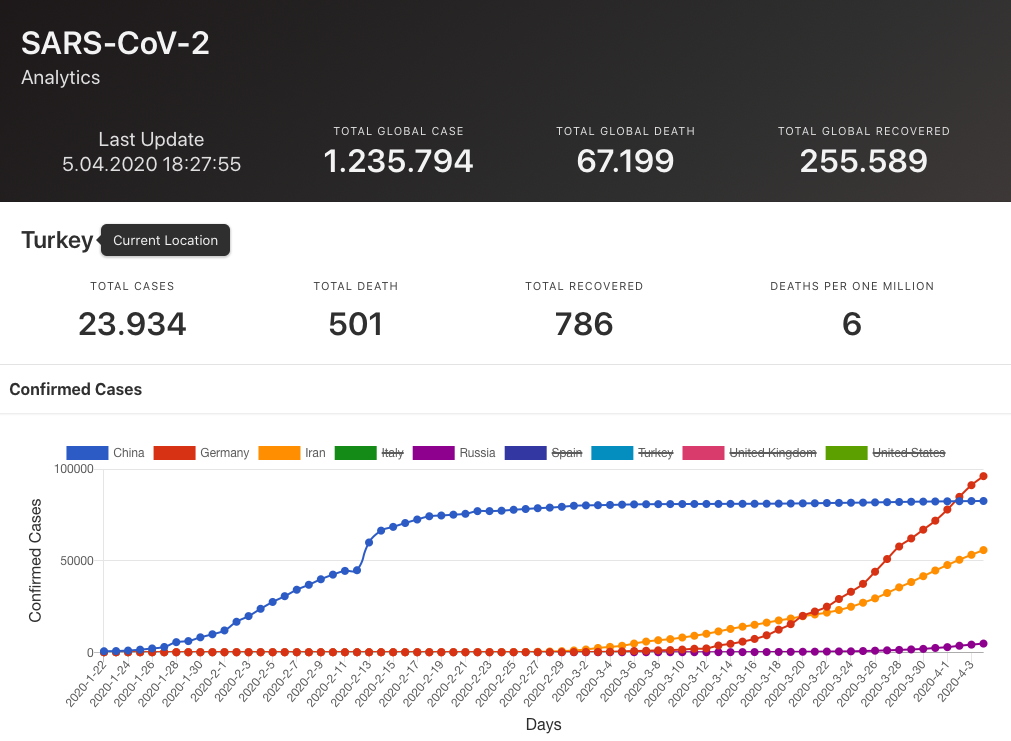 SARS-CoV-2
Analytics
Last Update
5.04.2020 18:27:55
TOTAL GLOBAL CASE
1.235.794
TOTAL GLOBAL DEATH
67.199
TOTAL GLOBAL RECOVERED
255.589
Turkey
Current Location
TOTAL CASES
23.934
TOTAL DEATH
501
TOTAL RECOVERED
786
DEATHS PER ONE MILLION
6
Confirmed Cases
China Germany Iran Italy Russia Spain Turkey United Kingdom United States
100000
50000
0
Confirmed Cases
2020-1-22 2020-1-24 2020-1-26 2020-1-28 2020-1-30 2020-2-1 2020-2-3 2020-2-5 2020-2-7 2020-2-9 2020-2-11 2020-2-13 2020-2-15 2020-2-17 2020-2-19 2020-2-21 2020-2-23 2020-2-25 2020-2-27 2020-2-29 2020-3-2 2020-3-4 2020-3-6 2020-3-8 2020-3-10 2020-3-12 2020-3-14 2020-3-16 2020-3-18 2020-3-20 2020-3-22 2020-3-24 2020-3-26 2020-3-28 2020-3-30 2020-4-1 2020-4-3
Days